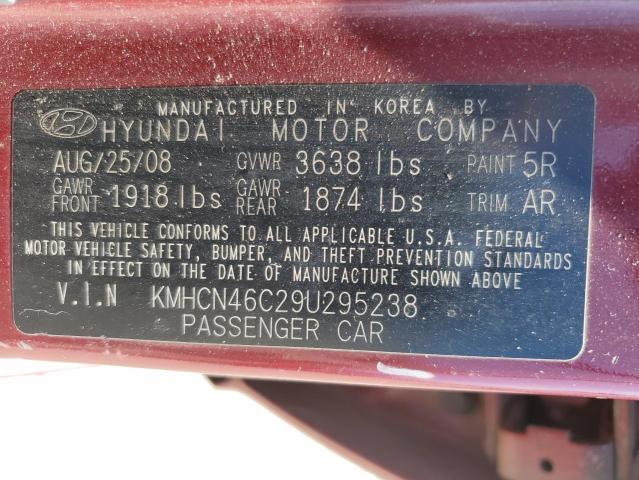 MANUFACTURED IN KOREA BY
HYUNDAI MOTOR COMPANY
AUG/25/08 GVWR 3638 lbs PAINT 5R
GAWR FRONT 1918 lbs GAWR REAR 1874 lbs TRIM AR
THIS VEHICLE CONFORMS TO ALL APPLICABLE U.S.A. FEDERAL
MOTOR VEHICLE SAFETY, BUMPER, AND THEFT PREVENTION STANDARDS
IN EFFECT ON THE DATE OF MANUFACTURE SHOWN ABOVE
V.I.N KMHCN46C29U295238
PASSENGER CAR